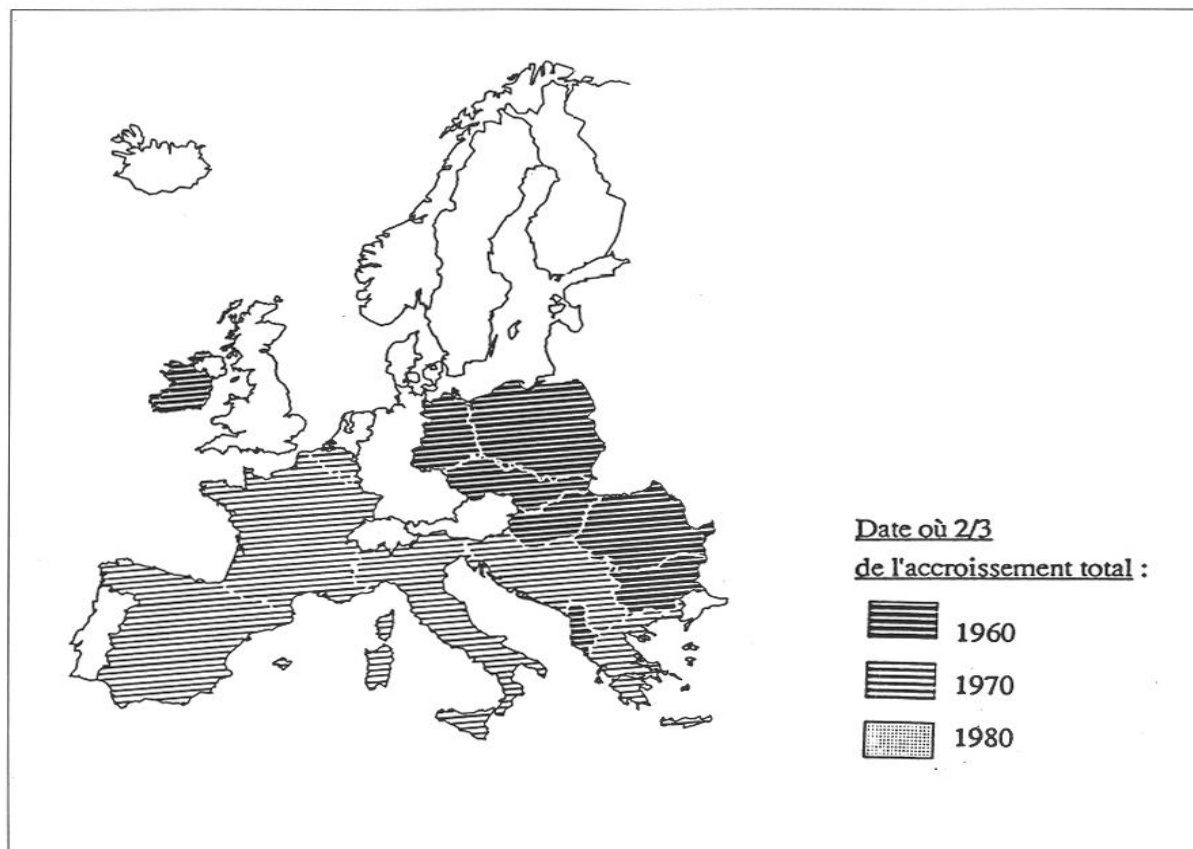 Date où 2/3
de l'accroissement total :
1960
1970
1980